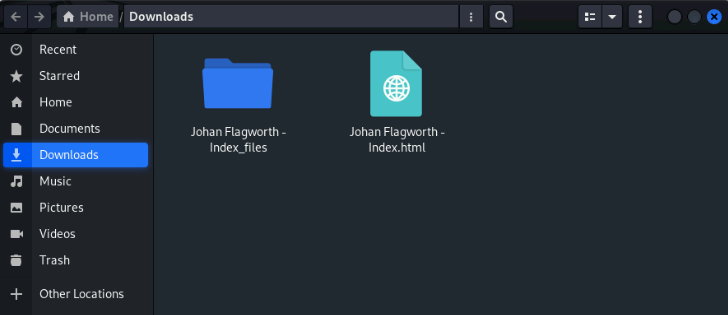 Home / Downloads
Recent
Starred
Home
Documents
Downloads
Music
Pictures
Videos
Trash
Other Locations
Johan Flagworth -
Index_files
Johan Flagworth -
Index.html